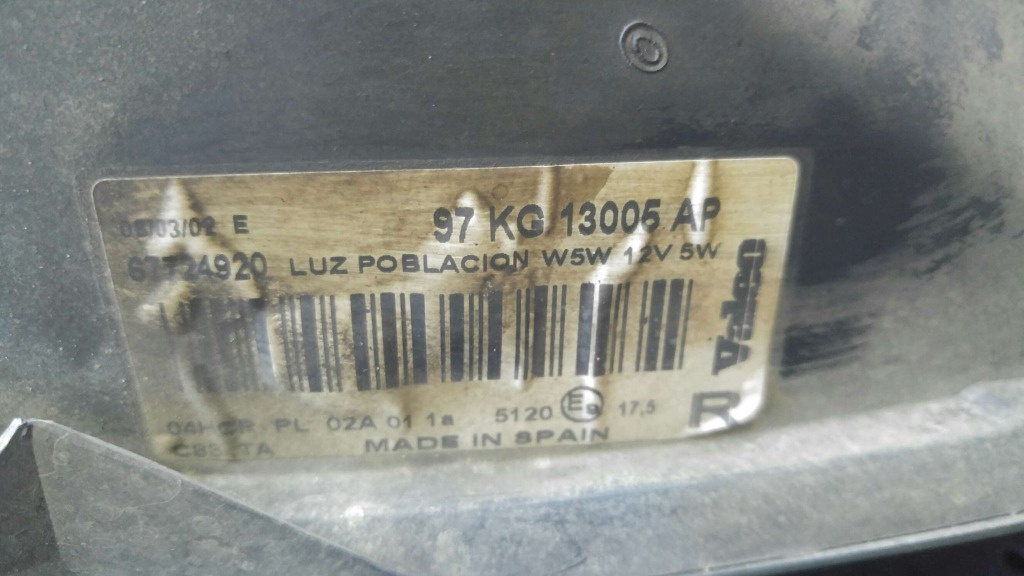 E
97 KG 13005 AP
67724920 LUZ POBLACION W5W 12V 5W
Valeo
PL 02A 01 1a 5120 E9 17,5
R
MADE IN SPAIN